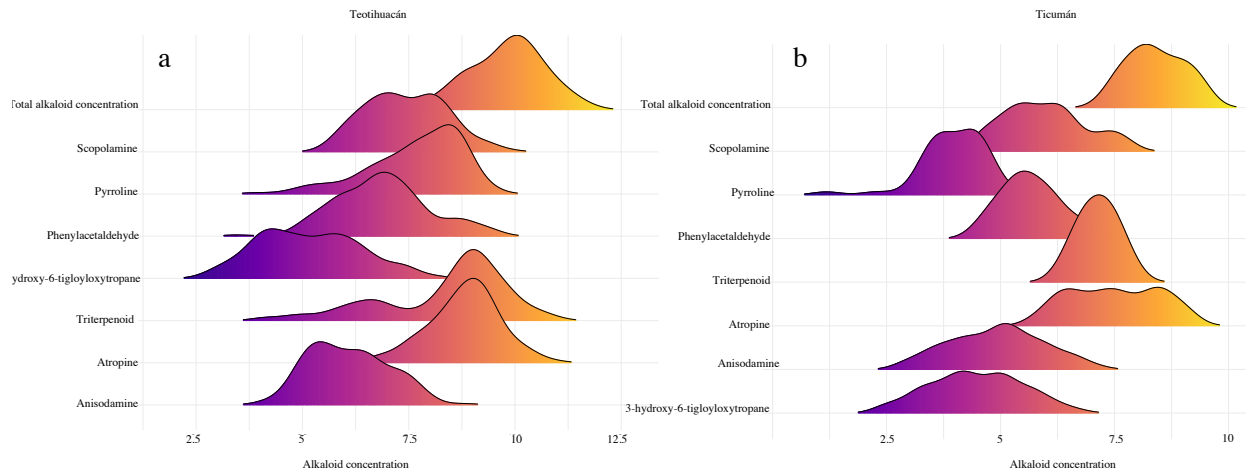 Teotihuacán
a
Total alkaloid concentration
Scopolamine
Pyrroline
Phenylacetaldehyde
ydroxy-6-tigloyloxytropane
Triterpenoid
Atropine
Anisodamine
2.5 5 7.5 10 12.5
Alkaloid concentration
Ticumán
b
Total alkaloid concentration
Scopolamine
Pyrroline
Phenylacetaldehyde
Triterpenoid
Atropine
Anisodamine
3-hydroxy-6-tigloyloxytropane
2.5 5 7.5 10
Alkaloid concentration